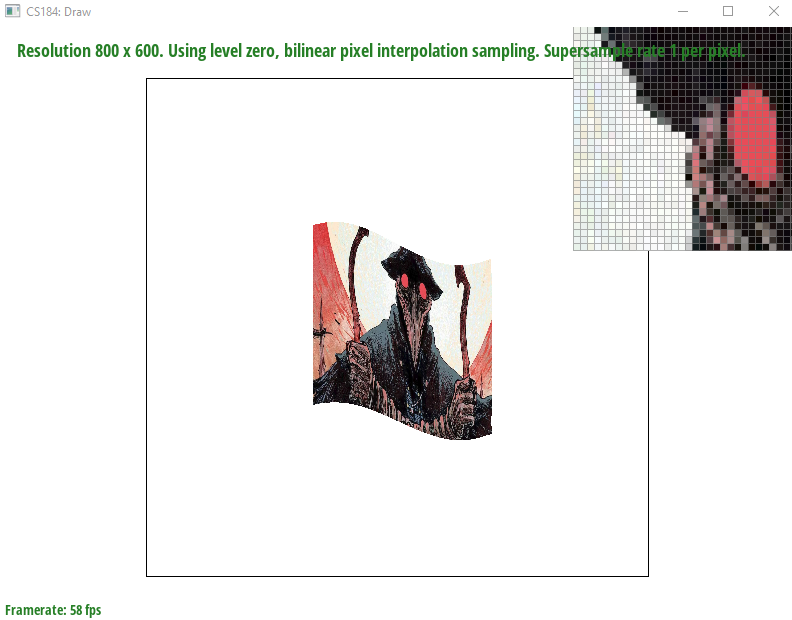 CS184: Draw
Resolution 800 x 600. Using level zero, bilinear pixel interpolation sampling. Supersample rate 1 per pixel.
Framerate: 58 fps